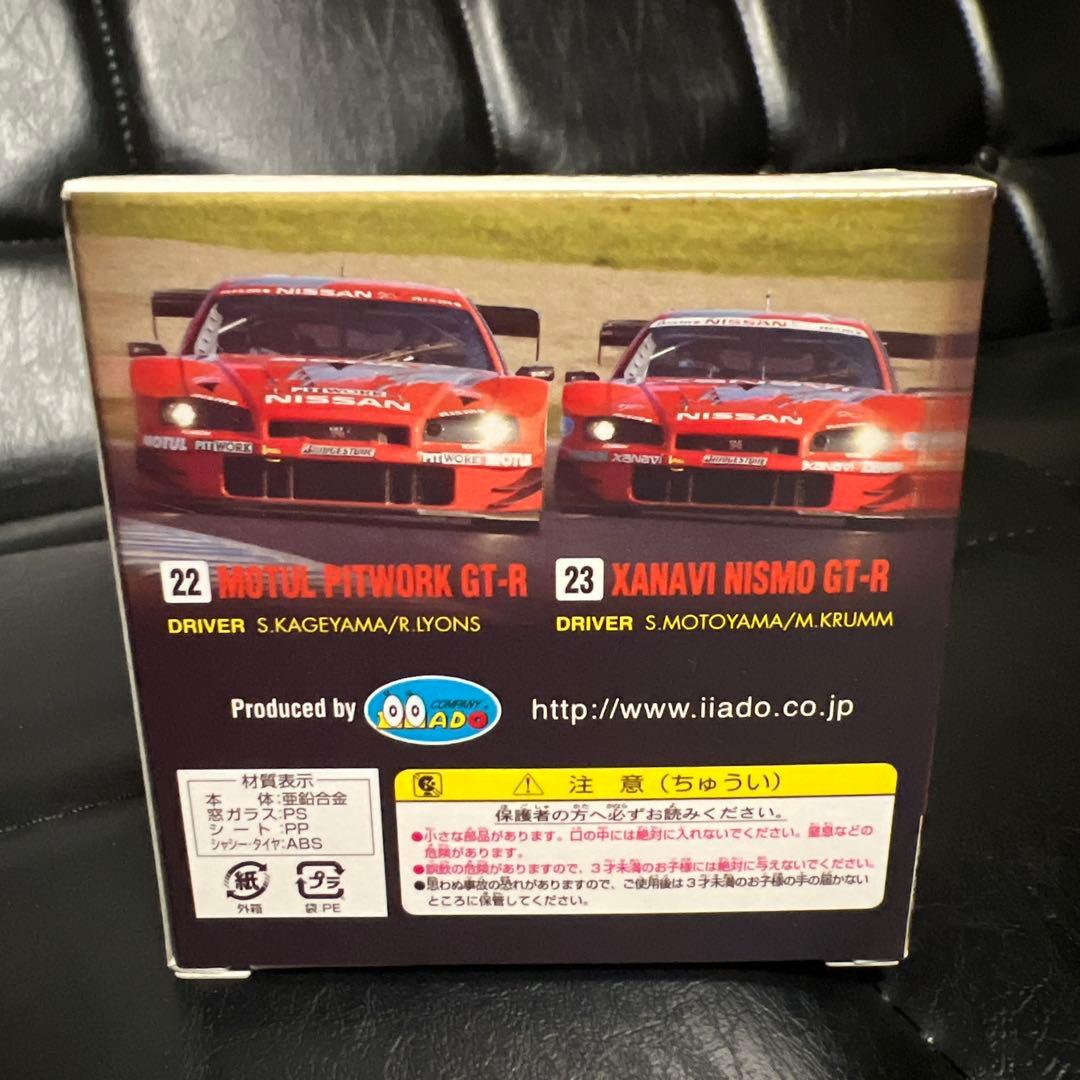 nismo NISSAN nismo
nismo NISSAN nismo
PITWORK
NISSAN
nismo
MOTUL PITWORK
BRIDGESTONE
PITWORK MOTUL
NISSAN
nismo
XANAVI
BRIDGESTONE
XANAVI
22 MOTUL PITWORK GT-R
DRIVER S.KAGEYAMA/R.LYONS
23 XANAVI NISMO GT-R
DRIVER S.MOTOYAMA/M.KRUMM
Produced by
COMPANY
iiADO
http://www.iiado.co.jp
材質表示
本 体:亜鉛合金
窓ガラス:PS
シート:PP
シャシー・タイヤ:ABS
紙
外箱
プラ
袋:PE
注 意(ちゅうい)
保護者の方へ必ずお読みください。
●小さな部品があります。口の中には絶対に入れないでください。窒息などの
危険があります。
●誤飲の危険がありますので、3才未満のお子様には絶対に与えないでください。
●思わぬ事故の恐れがありますので、ご使用後は3才未満のお子様の手の届かない
ところに保管してください。